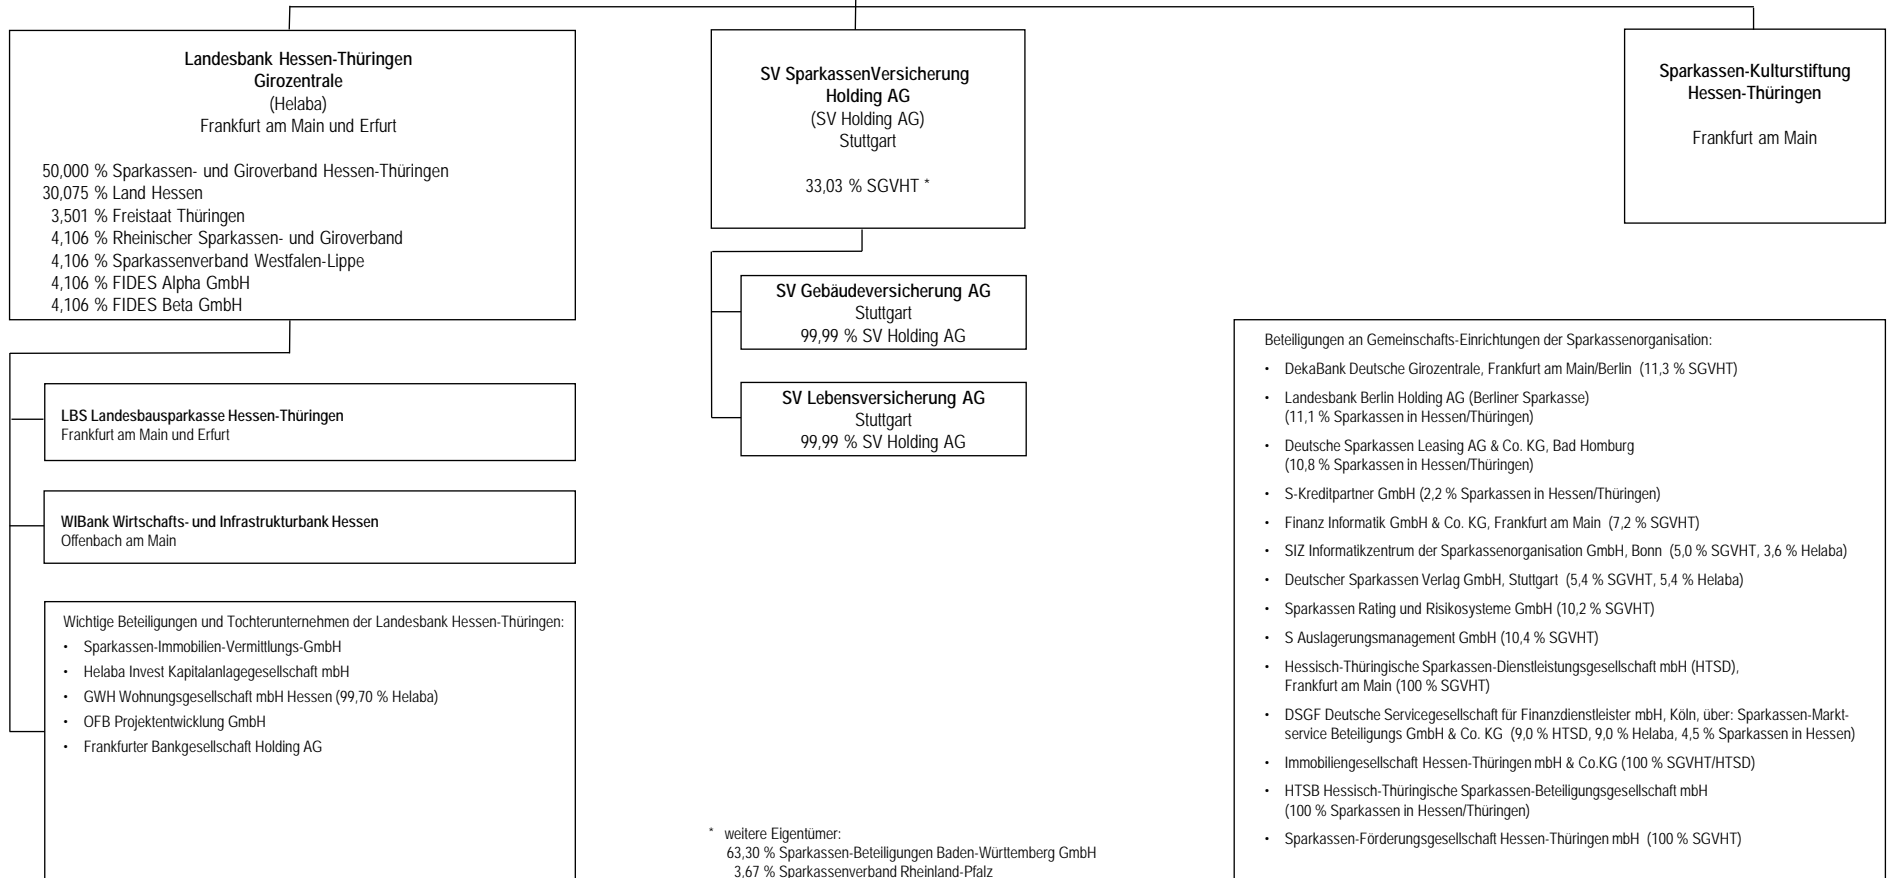 Landesbank Hessen-Thüringen
Girozentrale
(Helaba)
Frankfurt am Main und Erfurt
50,000 % Sparkassen- und Giroverband Hessen-Thüringen
30,075 % Land Hessen
3,501 % Freistaat Thüringen
4,106 % Rheinischer Sparkassen- und Giroverband
4,106 % Sparkassenverband Westfalen-Lippe
4,106 % FIDES Alpha GmbH
4,106 % FIDES Beta GmbH
LBS Landesbausparkasse Hessen-Thüringen
Frankfurt am Main und Erfurt
WIBank Wirtschafts- und Infrastrukturbank Hessen
Offenbach am Main
Wichtige Beteiligungen und Tochterunternehmen der Landesbank Hessen-Thüringen:
• Sparkassen-Immobilien-Vermittlungs-GmbH
• Helaba Invest Kapitalanlagegesellschaft mbH
• GWH Wohnungsgesellschaft mbH Hessen (99,70 % Helaba)
• OFB Projektentwicklung GmbH
• Frankfurter Bankgesellschaft Holding AG
SV SparkassenVersicherung
Holding AG
(SV Holding AG)
Stuttgart
33,03 % SGVHT *
SV Gebäudeversicherung AG
Stuttgart
99,99 % SV Holding AG
SV Lebensversicherung AG
Stuttgart
99,99 % SV Holding AG
* weitere Eigentümer:
63,30 % Sparkassen-Beteiligungen Baden-Württemberg GmbH
3,67 % Sparkassenverband Rheinland-Pfalz
Sparkassen-Kulturstiftung
Hessen-Thüringen
Frankfurt am Main
Beteiligungen an Gemeinschafts-Einrichtungen der Sparkassenorganisation:
• DekaBank Deutsche Girozentrale, Frankfurt am Main/Berlin (11,3 % SGVHT)
• Landesbank Berlin Holding AG (Berliner Sparkasse)
(11,1 % Sparkassen in Hessen/Thüringen)
• Deutsche Sparkassen Leasing AG & Co. KG, Bad Homburg
(10,8 % Sparkassen in Hessen/Thüringen)
• S-Kreditpartner GmbH (2,2 % Sparkassen in Hessen/Thüringen)
• Finanz Informatik GmbH & Co. KG, Frankfurt am Main (7,2 % SGVHT)
• SIZ Informatikzentrum der Sparkassenorganisation GmbH, Bonn (5,0 % SGVHT, 3,6 % Helaba)
• Deutscher Sparkassen Verlag GmbH, Stuttgart (5,4 % SGVHT, 5,4 % Helaba)
• Sparkassen Rating und Risikosysteme GmbH (10,2 % SGVHT)
• S Auslagerungsmanagement GmbH (10,4 % SGVHT)
• Hessisch-Thüringische Sparkassen-Dienstleistungsgesellschaft mbH (HTSD),
Frankfurt am Main (100 % SGVHT)
• DSGF Deutsche Servicegesellschaft für Finanzdienstleister mbH, Köln, über: Sparkassen-Markt-
service Beteiligungs GmbH & Co. KG (9,0 % HTSD, 9,0 % Helaba, 4,5 % Sparkassen in Hessen)
• Immobiliengesellschaft Hessen-Thüringen mbH & Co.KG (100 % SGVHT/HTSD)
• HTSB Hessisch-Thüringische Sparkassen-Beteiligungsgesellschaft mbH
(100 % Sparkassen in Hessen/Thüringen)
• Sparkassen-Förderungsgesellschaft Hessen-Thüringen mbH (100 % SGVHT)